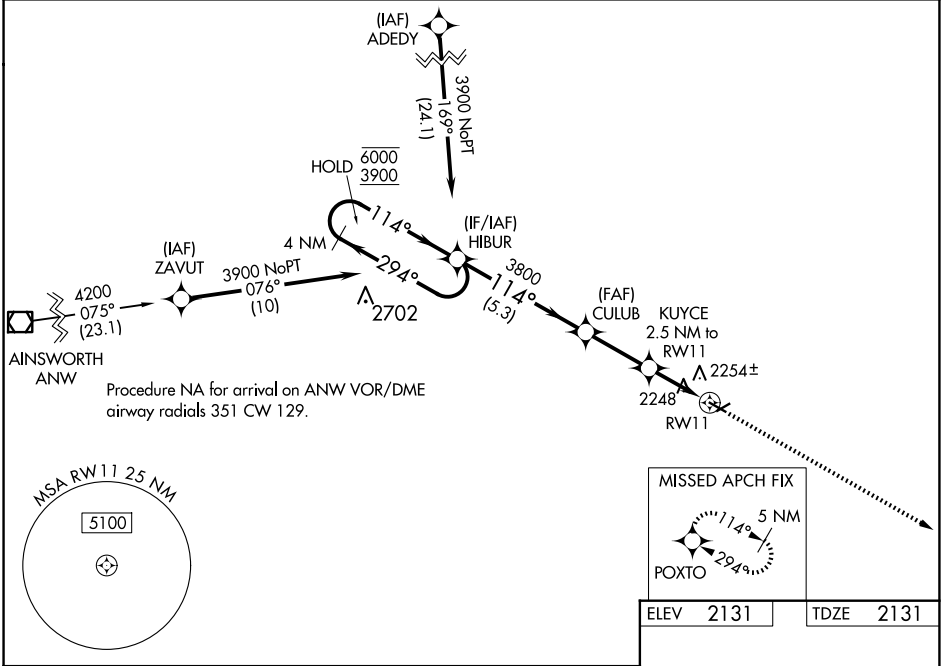 (IAF)
ADEDY
3900 NoPT
169°
(24.1)
HOLD
6000
3900
114°
4 NM
294°
(IF/IAF)
HIBUR
3800
114°
(5.3)
(IAF)
ZAVUT
3900 NoPT
076°
(10)
4200
075°
(23.1)
AINSWORTH
ANW
2702
(FAF)
CULUB
KUYCE
2.5 NM to
RW11
2254±
2248
RW11
Procedure NA for arrival on ANW VOR/DME
airway radials 351 CW 129.
MSA RW11 25 NM
5100
MISSED APCH FIX
5 NM
114°
294°
POXTO
ELEV 2131
TDZE 2131